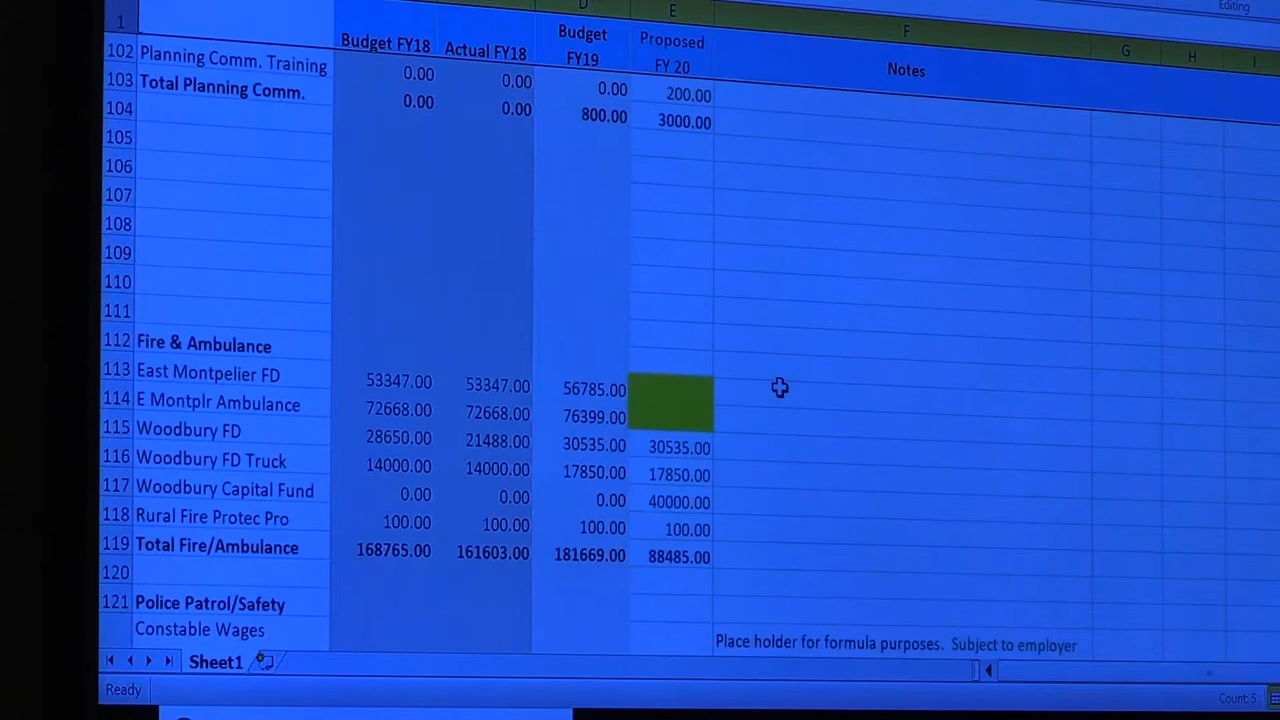 Editing
D E F G H I
1 Budget FY18 Actual FY18 Budget FY19 Proposed FY 20 Notes
102 Planning Comm. Training 0.00 0.00 0.00 200.00
103 Total Planning Comm. 0.00 0.00 800.00 3000.00
104
105
106
107
108
109
110
111
112 Fire & Ambulance
113 East Montpelier FD 53347.00 53347.00 56785.00
114 E Montplr Ambulance 72668.00 72668.00 76399.00
115 Woodbury FD 28650.00 21488.00 30535.00 30535.00
116 Woodbury FD Truck 14000.00 14000.00 17850.00 17850.00
117 Woodbury Capital Fund 0.00 0.00 0.00 40000.00
118 Rural Fire Protec Pro 100.00 100.00 100.00 100.00
119 Total Fire/Ambulance 168765.00 161603.00 181669.00 88485.00
120
121 Police Patrol/Safety
Constable Wages Place holder for formula purposes. Subject to employer
Sheet1
Ready Count: 5